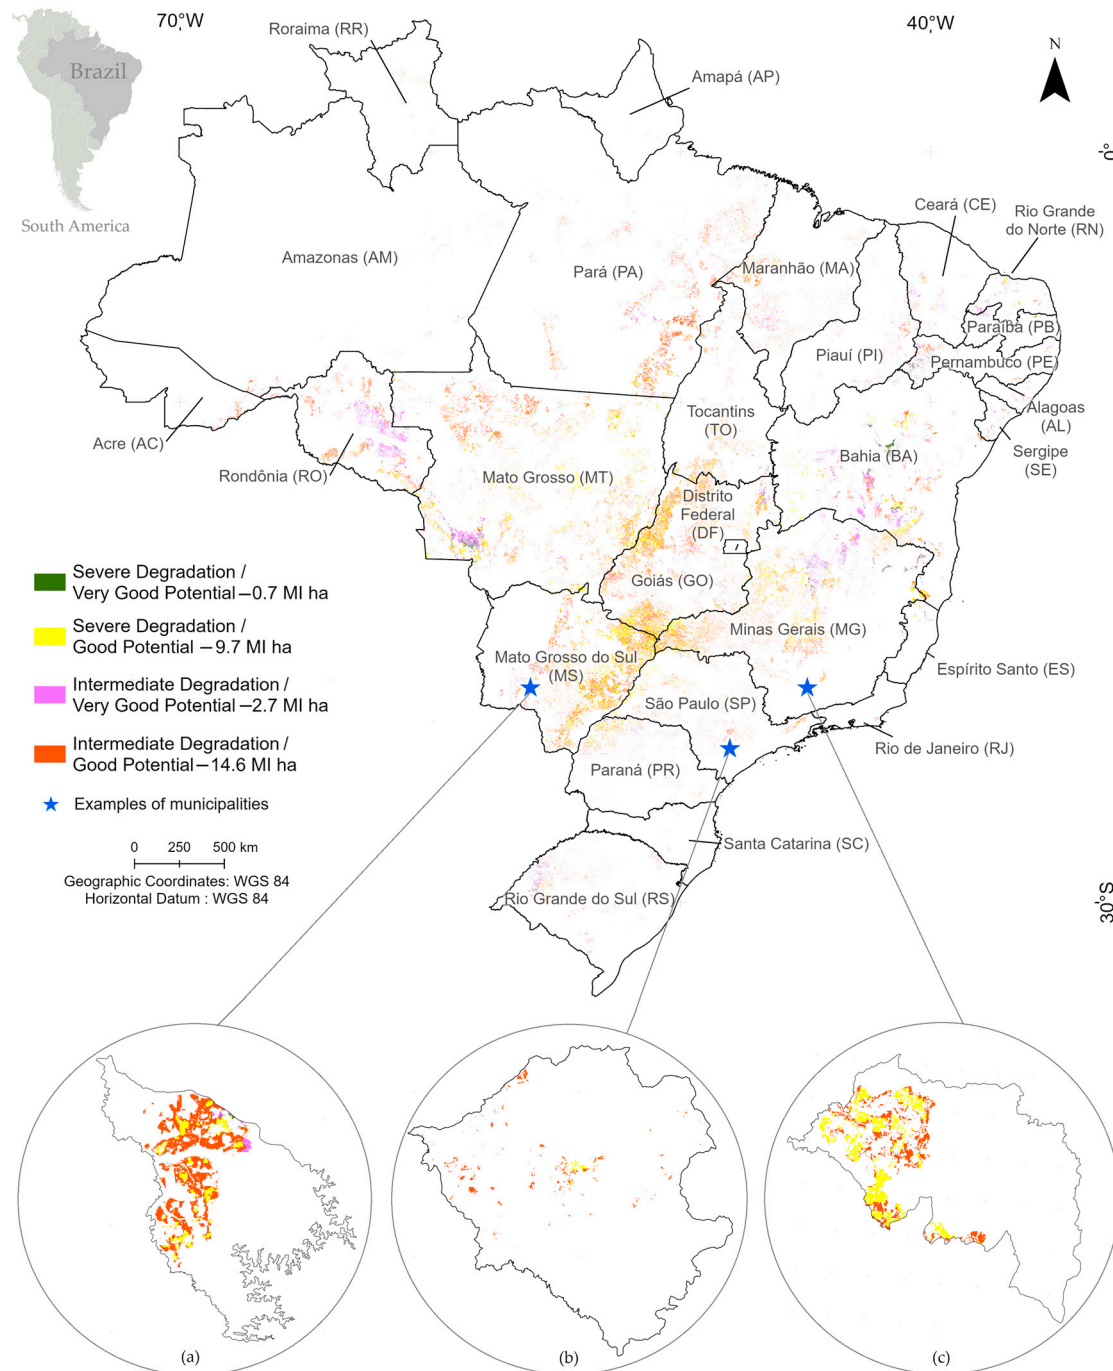 70°W
40°W
Roraima (RR)
N
Amapá (AP)
Brazil
0°
South America
Ceará (CE)
Rio Grande
do Norte (RN)
Amazonas (AM)
Pará (PA)
Maranhão (MA)
Paraíba (PB)
Piauí (PI)
Pernambuco (PE)
Tocantins
(TO)
Alagoas
(AL)
Acre (AC)
Sergipe
(SE)
Bahia (BA)
Rondônia (RO)
Mato Grosso (MT)
Distrito
Federal
(DF)
Goiás (GO)
Severe Degradation /
Very Good Potential–0.7 MI ha
Severe Degradation /
Good Potential –9.7 MI ha
Intermediate Degradation /
Very Good Potential–2.7 MI ha
Intermediate Degradation /
Good Potential–14.6 MI ha
Examples of municipalities
Minas Gerais (MG)
Mato Grosso do Sul
(MS)
Espírito Santo (ES)
São Paulo (SP)
Rio de Janeiro (RJ)
Paraná (PR)
0 250 500 km
Geographic Coordinates: WGS 84
Horizontal Datum : WGS 84
Santa Catarina (SC)
Rio Grande do Sul (RS)
30°S
(a)
(b)
(c)